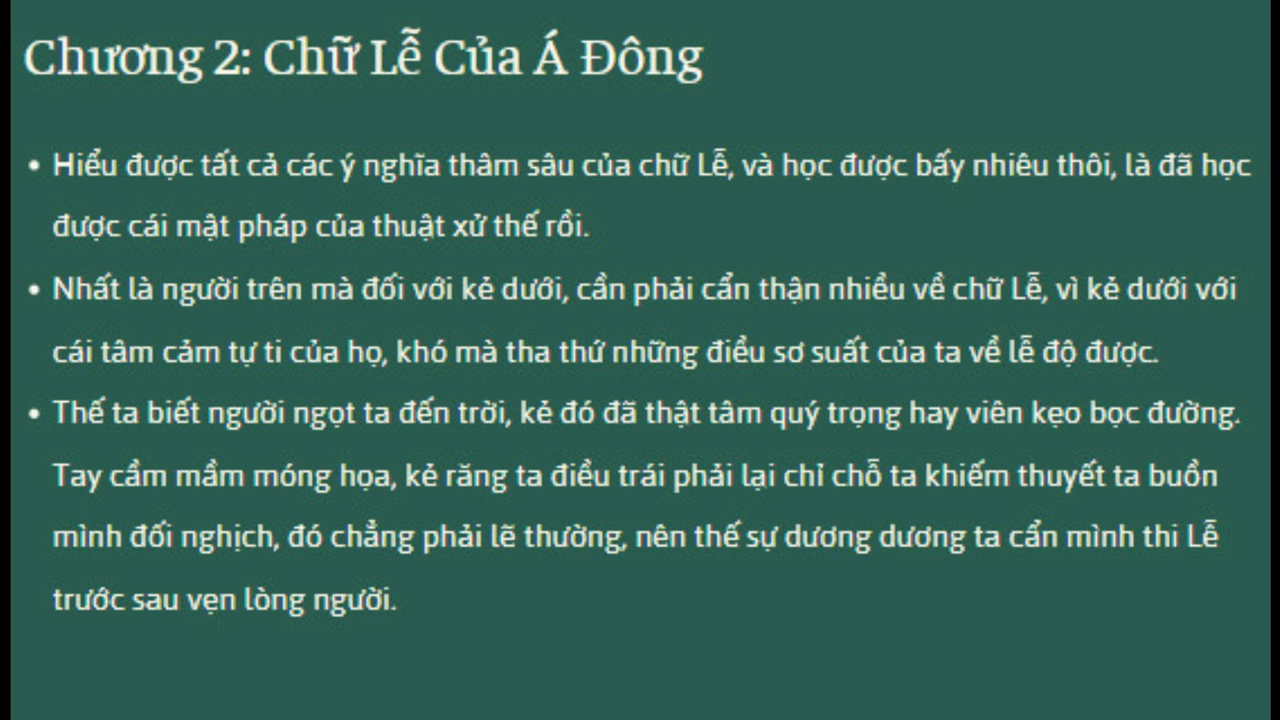 Chương 2: Chữ Lễ Của Á Đông
• Hiểu được tất cả các ý nghĩa thâm sâu của chữ Lễ, và học được bấy nhiêu thôi, là đã học
được cái mật pháp của thuật xử thế rồi.
• Nhất là người trên mà đối với kẻ dưới, cần phải cẩn thận nhiều về chữ Lễ, vì kẻ dưới với
cái tâm cảm tự ti của họ, khó mà tha thứ những điều sơ suất của ta về lễ độ được.
• Thế ta biết người ngọt ta đến trời, kẻ đó đã thật tâm quý trọng hay viên kẹo bọc đường.
Tay cầm mầm móng họa, kẻ răng ta điều trái phải lại chỉ chỗ ta khiếm thuyết ta buồn
mình đối nghịch, đó chẳng phải lẽ thường, nên thế sự dương dương ta cẩn mình thi Lễ
trước sau vẹn lòng người.